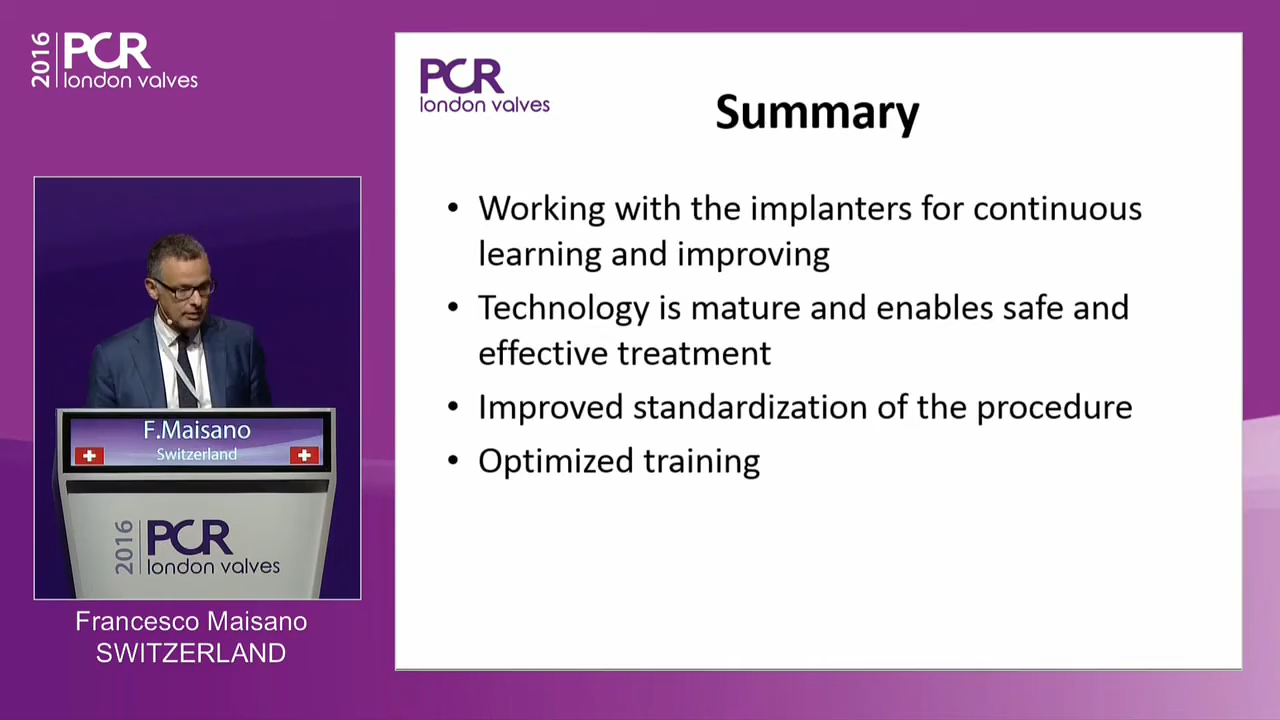 2016
PCR
london valves
PCR
london valves
Summary
• Working with the implanters for continuous
learning and improving
• Technology is mature and enables safe and
effective treatment
• Improved standardization of the procedure
• Optimized training
F.Maisano
Switzerland
2016
PCR
london valves
Francesco Maisano
SWITZERLAND